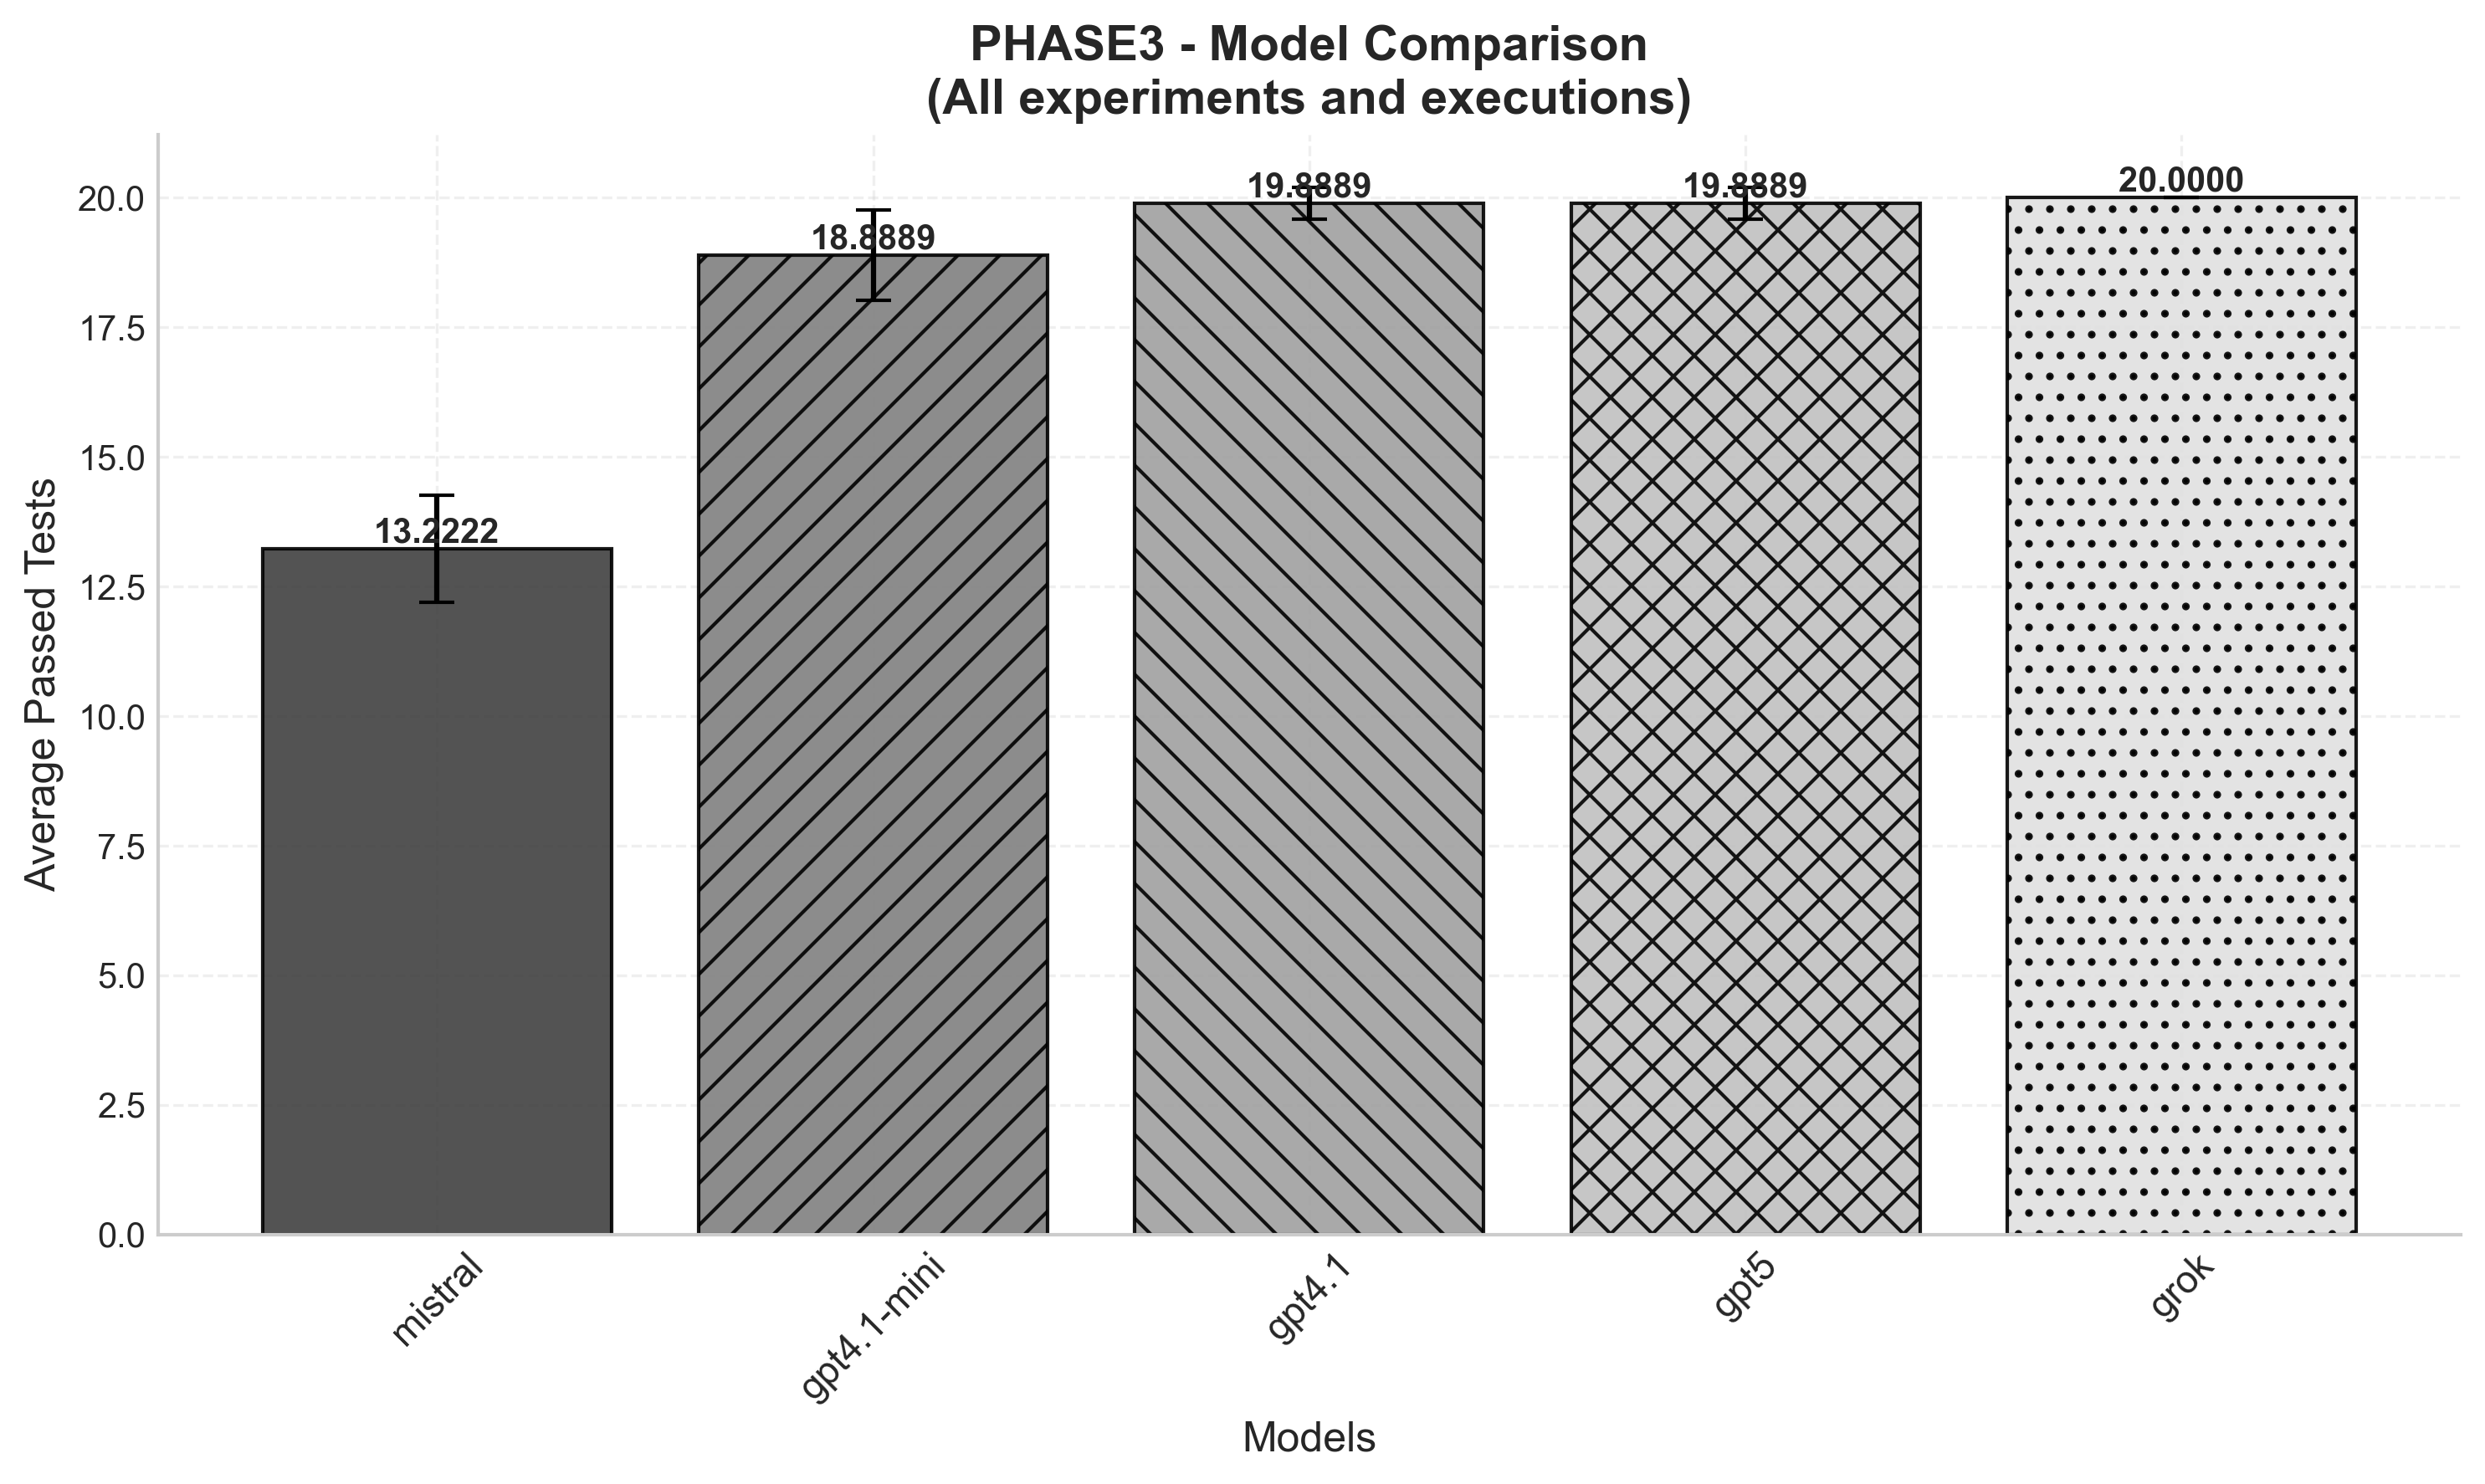 PHASE3 - Model Comparison
(All experiments and executions)
Average Passed Tests
20.0
17.5
15.0
12.5
10.0
7.5
5.0
2.5
0.0
13.2222
18.8889
19.8889
19.8889
20.0000
mistral
gpt4.1-mini
gpt4.1
gpt5
grok
Models